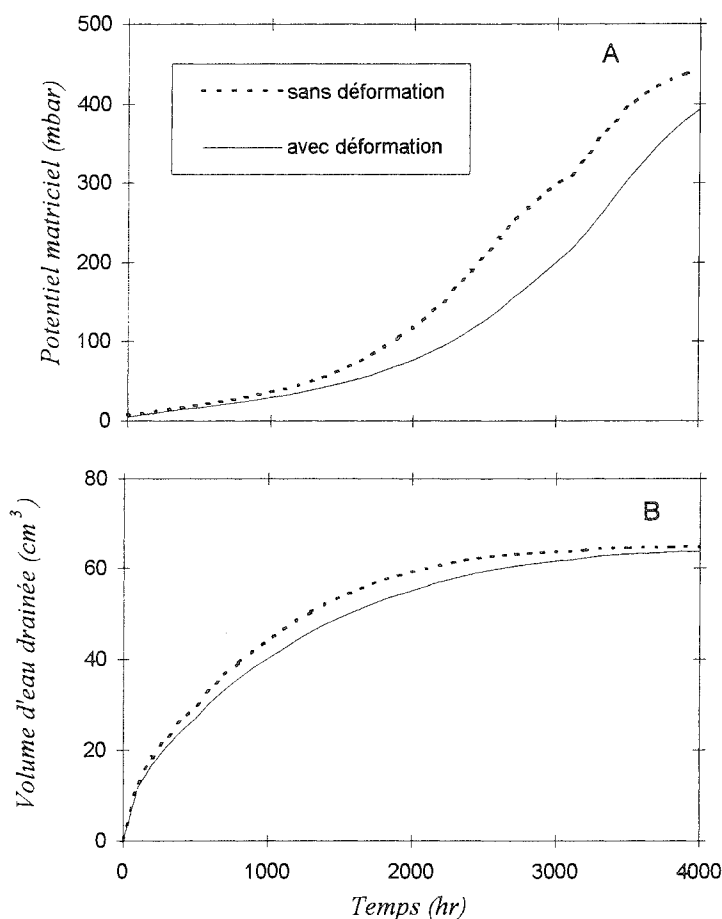 500
400
300
200
100
0
Potentiel matriciel (mbar)
A
sans déformation
avec déformation
80
60
40
20
0
Volume d'eau drainée (cm³)
B
0 1000 2000 3000 4000
Temps (hr)